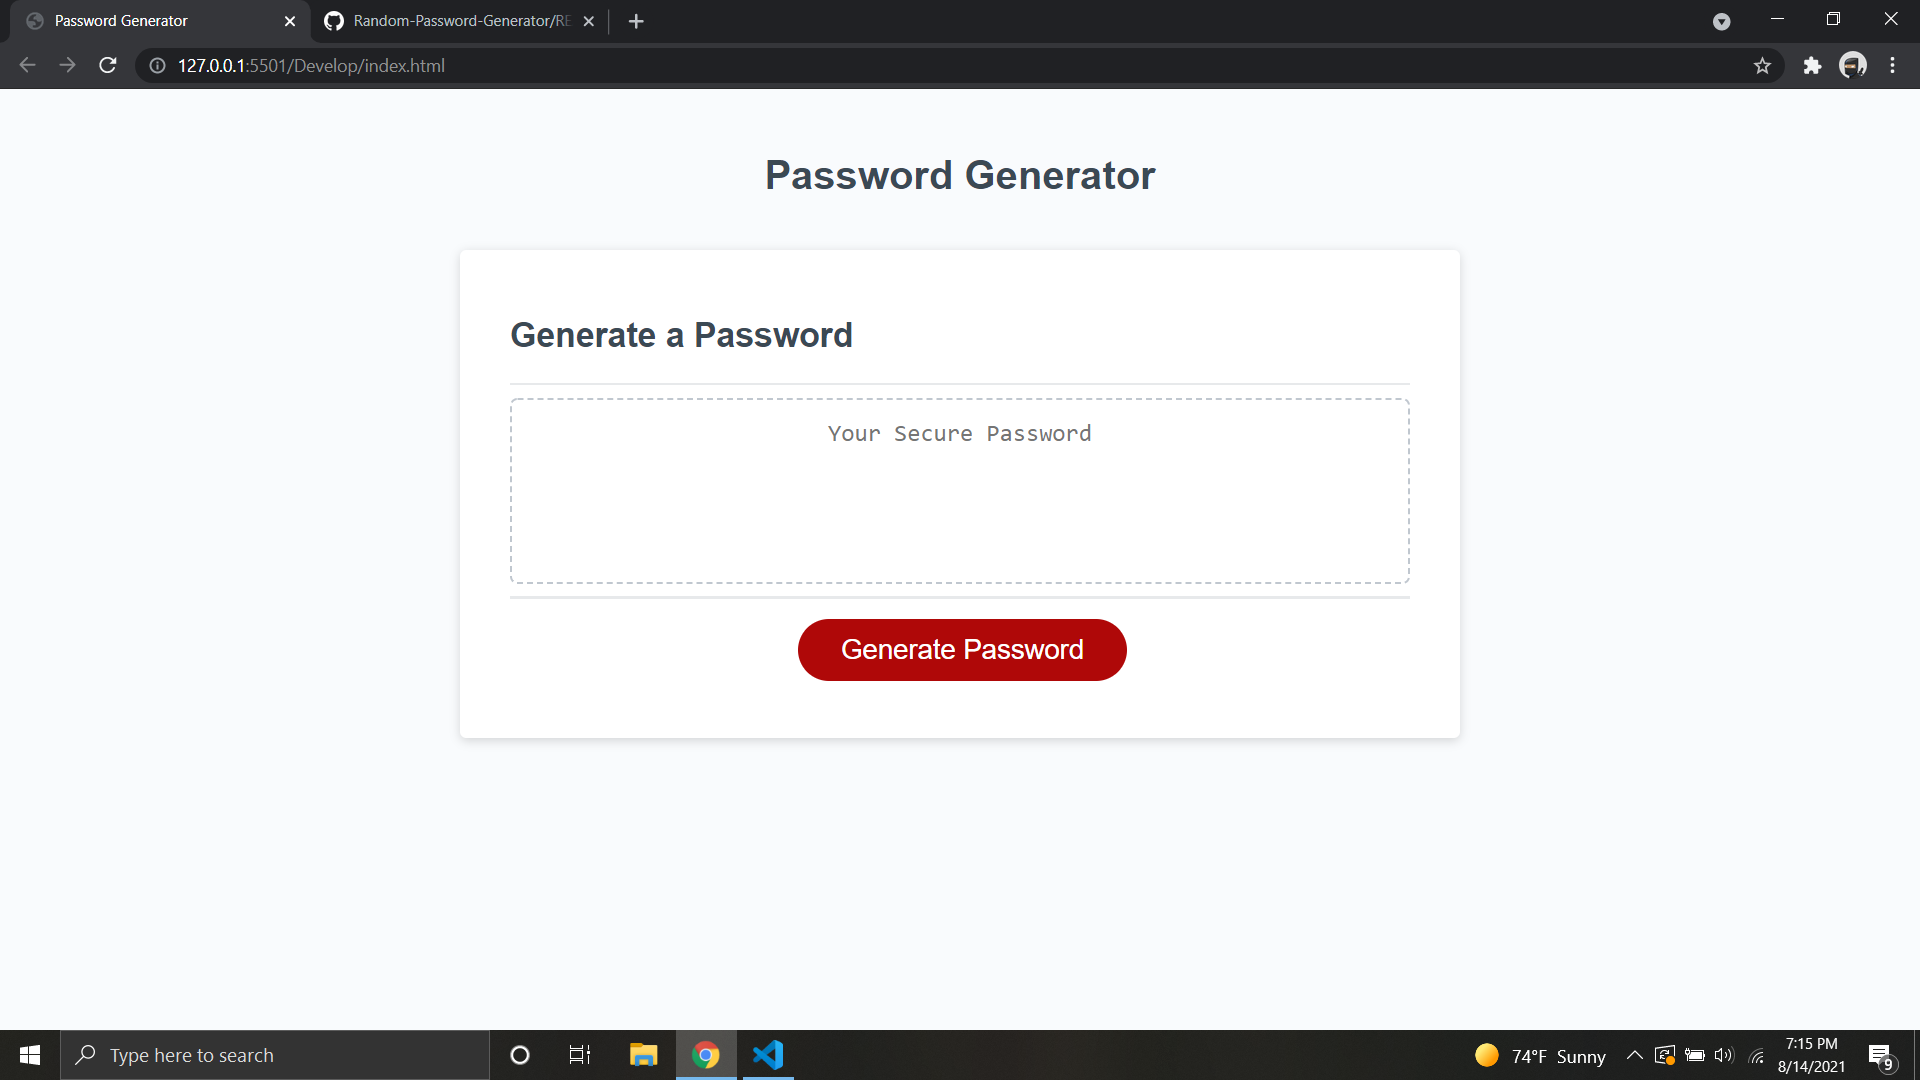 Password Generator
Random-Password-Generator/RE
127.0.0.1:5501/Develop/index.html
Password Generator
Generate a Password
Your Secure Password
Generate Password
Type here to search
74°F Sunny
7:15 PM
8/14/2021
9